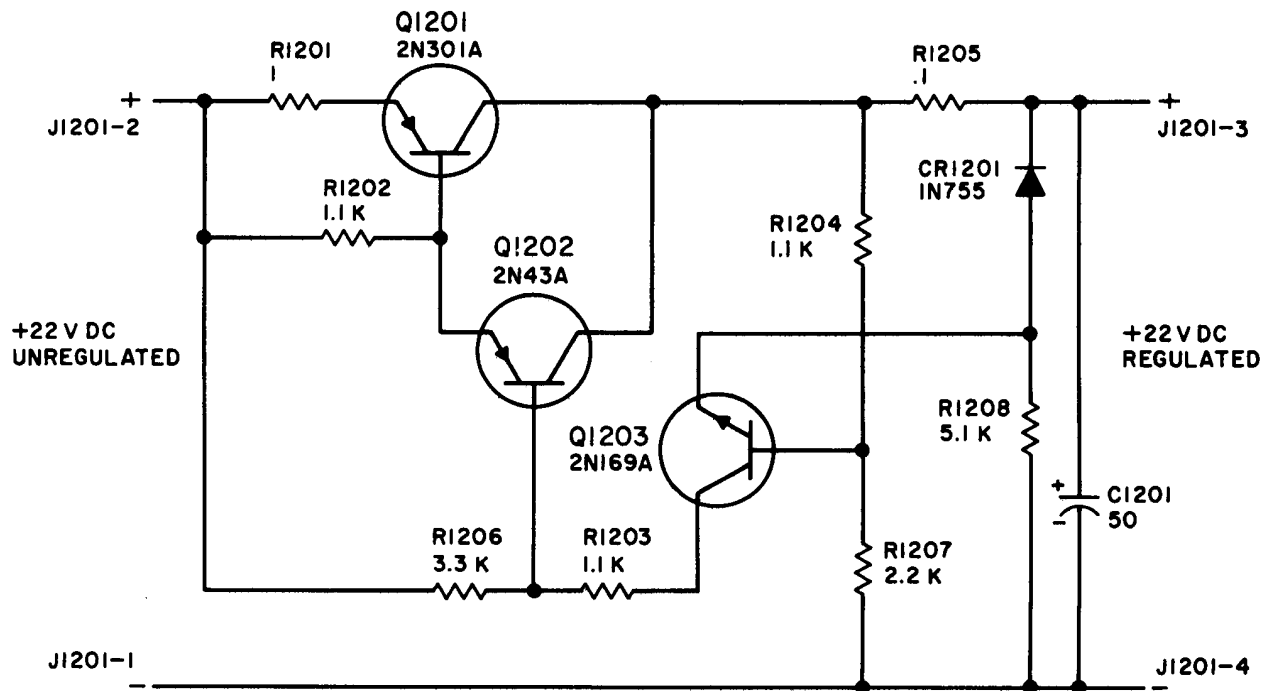 Q1201
2N301A
R1201
1
R1205
.1
+
J1201-2
+
J1201-3
R1202
1.1 K
CR1201
1N755
R1204
1.1 K
Q1202
2N43A
+22 V DC
UNREGULATED
+22 V DC
REGULATED
Q1203
2N169A
R1208
5.1 K
+
-
C1201
50
R1206
3.3 K
R1203
1.1 K
R1207
2.2 K
J1201-1
-
J1201-4
-